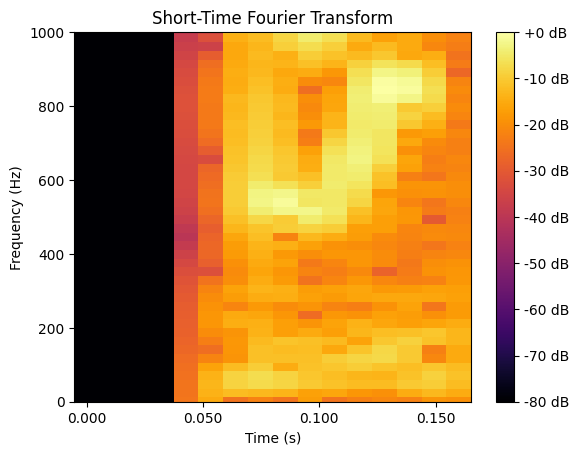 Short-Time Fourier Transform
1000
800
600
400
200
0
Frequency (Hz)
0.000
0.050
0.100
0.150
Time (s)
+0 dB
-10 dB
-20 dB
-30 dB
-40 dB
-50 dB
-60 dB
-70 dB
-80 dB